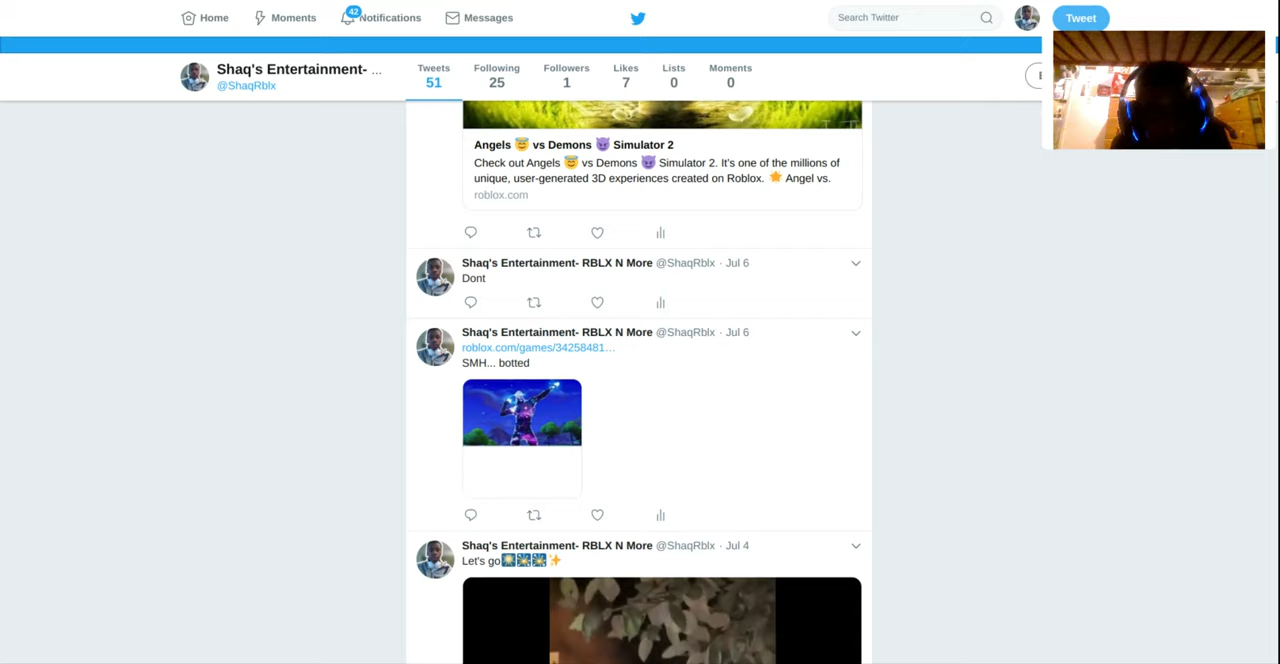 Home
Moments
42
Notifications
Messages
Search Twitter
Tweet
Shaq's Entertainment- ...
@ShaqRblx
Tweets
51
Following
25
Followers
1
Likes
7
Lists
0
Moments
0
Angels 😇 vs Demons 😈 Simulator 2
Check out Angels 😇 vs Demons 😈 Simulator 2. It's one of the millions of
unique, user-generated 3D experiences created on Roblox. 🌟 Angel vs.
roblox.com
Shaq's Entertainment- RBLX N More @ShaqRblx · Jul 6
Dont
Shaq's Entertainment- RBLX N More @ShaqRblx · Jul 6
roblox.com/games/34258481…
SMH... botted
Shaq's Entertainment- RBLX N More @ShaqRblx · Jul 4
Let's go🎇🎇🎇✨